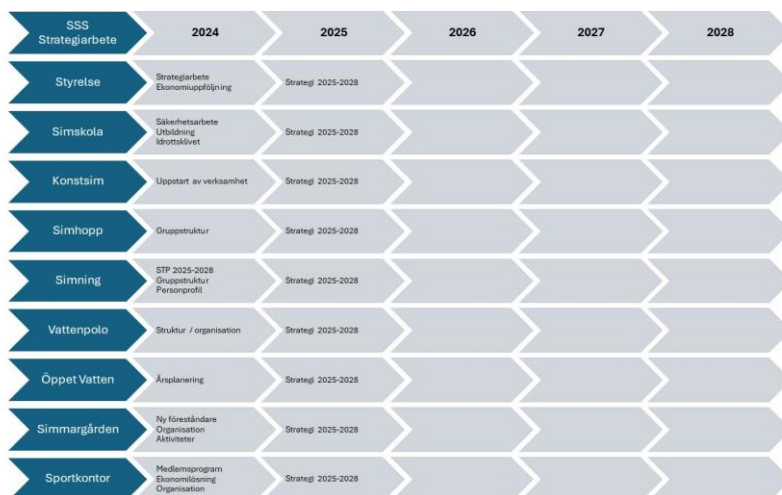 SSS
Strategiarbete
2024
2025
2026
2027
2028
Styrelse
Strategiarbete
Ekonomiuppföljning
Strategi 2025-2028
Simskola
Säkerhetsarbete
Utbildning
Idrottsklivet
Strategi 2025-2028
Konstsim
Uppstart av verksamhet
Strategi 2025-2028
Simhopp
Gruppstruktur
Strategi 2025-2028
Simning
STP 2025-2028
Gruppstruktur
Personprofil
Strategi 2025-2028
Vattenpolo
Struktur / organisation
Strategi 2025-2028
Öppet Vatten
Årsplanering
Strategi 2025-2028
Simmargården
Ny föreståndare
Organisation
Aktiviteter
Strategi 2025-2028
Sportkontor
Medlemsprogram
Ekonomilösning
Organisation
Strategi 2025-2028